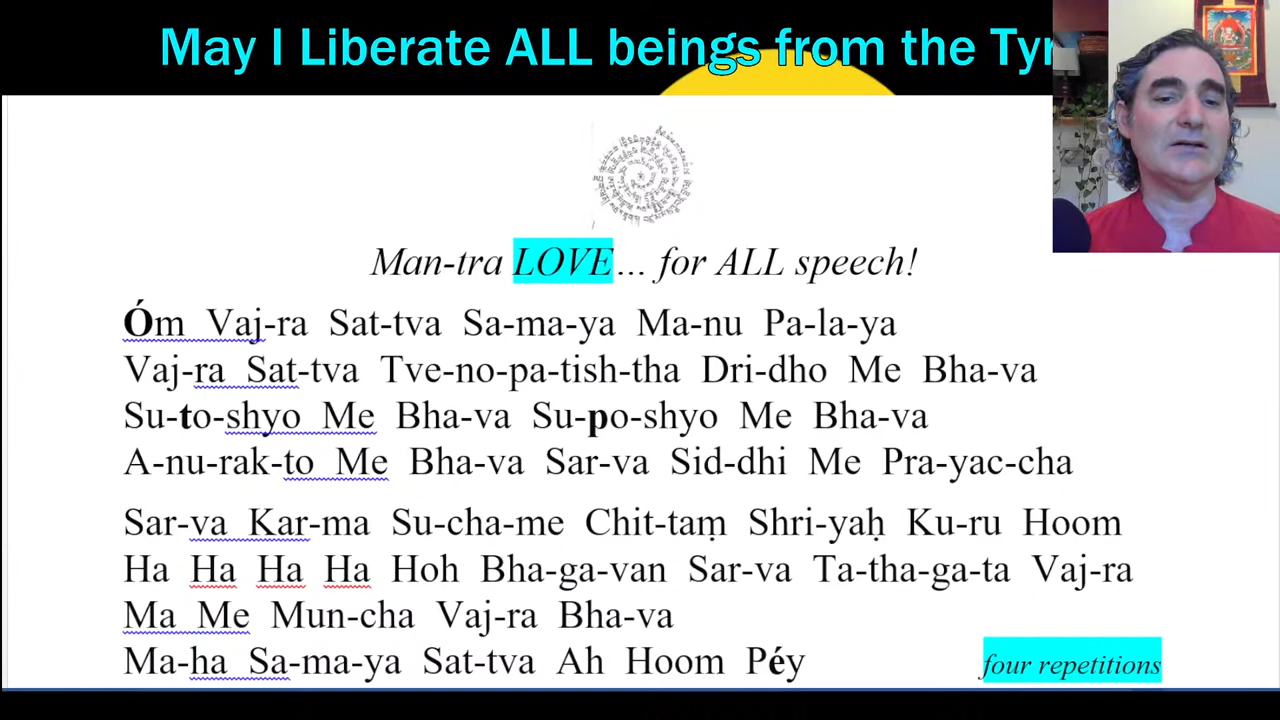 May I Liberate ALL beings from the
Man-tra LOVE... for ALL speech!
Óm Vaj-ra Sat-tva Sa-ma-ya Ma-nu Pa-la-ya
Vaj-ra Sat-tva Tve-no-pa-tish-tha Dri-dho Me Bha-va
Su-to-shyo Me Bha-va Su-po-shyo Me Bha-va
A-nu-rak-to Me Bha-va Sar-va Sid-dhi Me Pra-yac-cha
Sar-va Kar-ma Su-cha-me Chit-taṃ Shri-yaḥ Ku-ru Hoom
Ha Ha Ha Ha Hoh Bha-ga-van Sar-va Ta-tha-ga-ta Vaj-ra
Ma Me Mun-cha Vaj-ra Bha-va
Ma-ha Sa-ma-ya Sat-tva Ah Hoom Péy
four repetitions